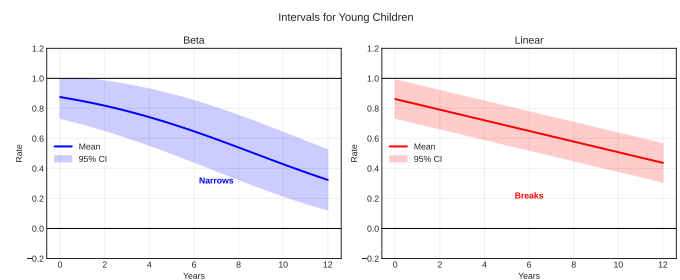 Intervals for Young Children
Beta
1.2
1.0
0.8
0.6
0.4
0.2
0.0
−0.2
Rate
Mean
95% CI
Narrows
0 2 4 6 8 10 12
Years
Linear
1.2
1.0
0.8
0.6
0.4
0.2
0.0
−0.2
Rate
Mean
95% CI
Breaks
0 2 4 6 8 10 12
Years